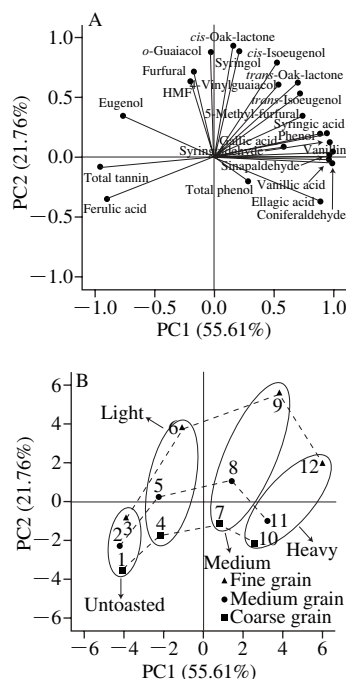 A
1.0
0.5
0.0
−0.5
−1.0
PC2 (21.76%)
cis-Oak-lactone
o-Guaiacol
Syringol
cis-Isoeugenol
Furfural
trans-Oak-lactone
HMF
4-Vinylguaiacol
trans-Isoeugenol
Eugenol
5-Methyl-furfural
Syringic acid
Gallic acid
Phenol
Syringaldehyde
Vanillin
Sinapaldehyde
Total tannin
Total phenol
Vanillic acid
Ferulic acid
Ellagic acid
Coniferaldehyde
−1.0 −0.5 0.0 0.5 1.0
PC1 (55.61%)
B
6
4
2
0
−2
−4
−6
PC2 (21.76%)
Light
6
9
12
5
8
3
2
7
11
4
10
1
Medium
Heavy
Untoasted
Fine grain
Medium grain
Coarse grain
−6 −4 −2 0 2 4 6
PC1 (55.61%)